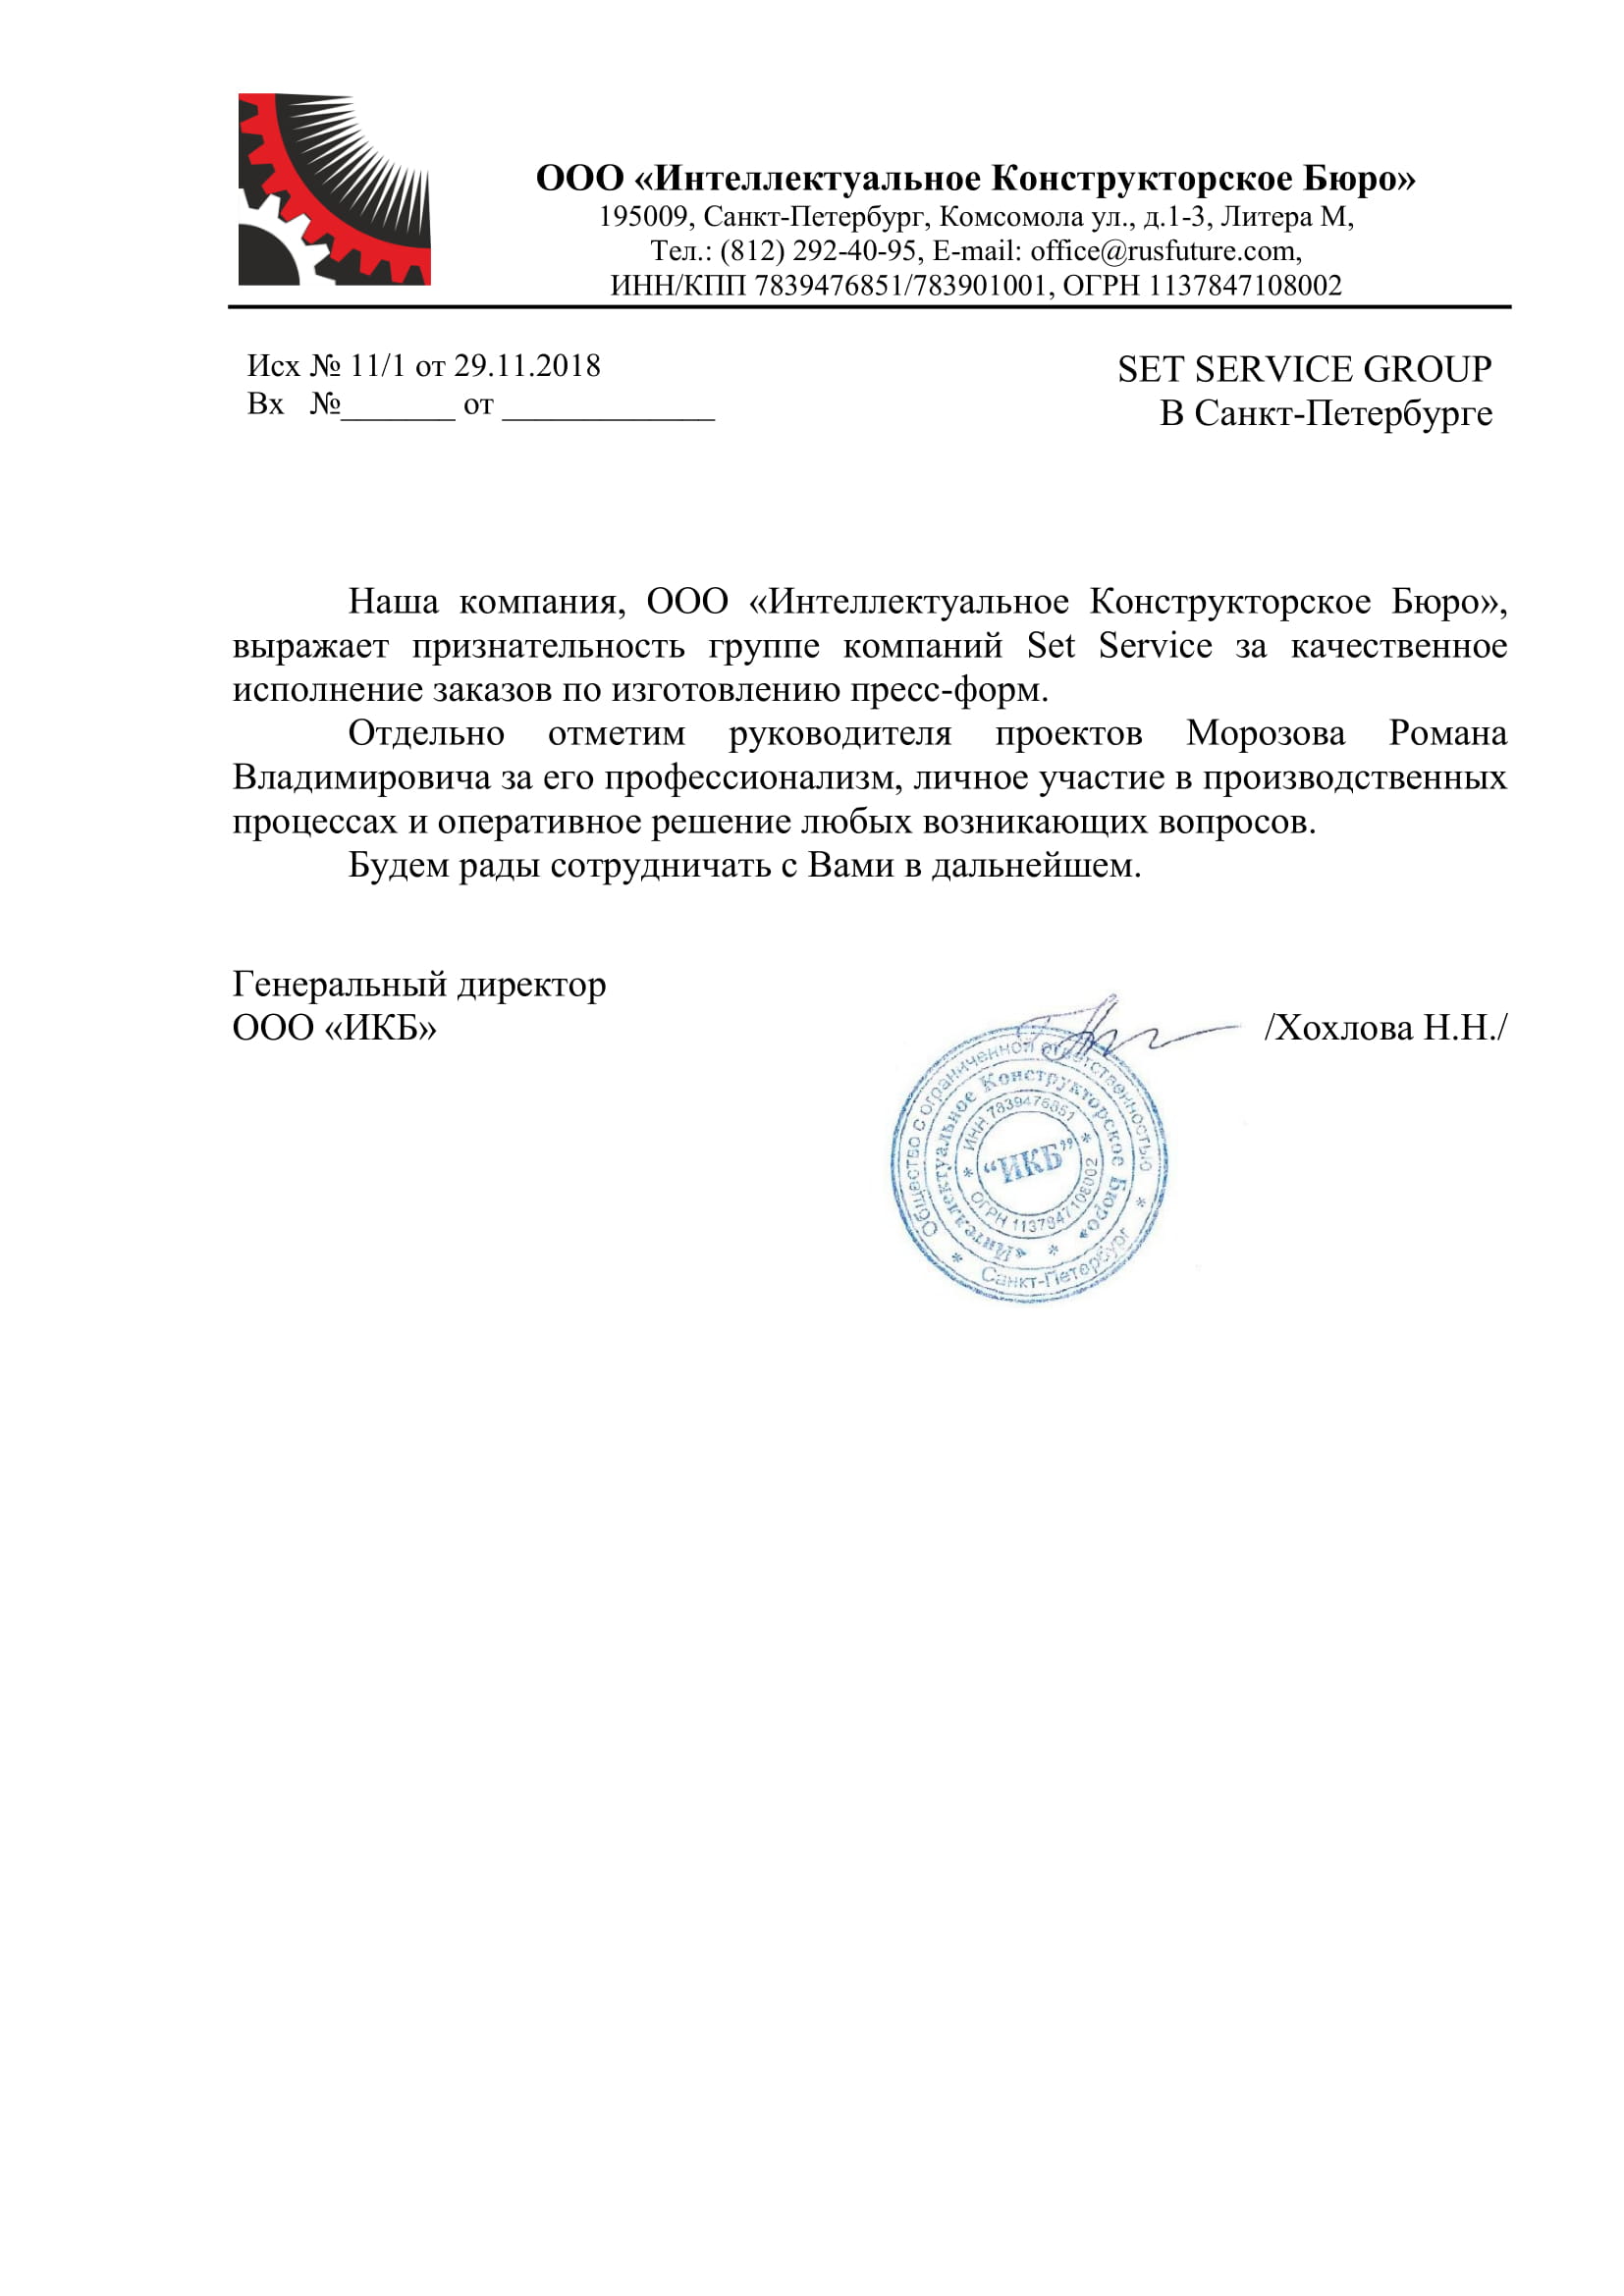 ООО «Интеллектуальное Конструкторское Бюро»
195009, Санкт-Петербург, Комсомола ул., д.1-3, Литера М,
Тел.: (812) 292-40-95, E-mail: office@rusfuture.com,
ИНН/КПП 7839476851/783901001, ОГРН 1137847108002
Исх № 11/1 от 29.11.2018
Вх №_______ от _____________
SET SERVICE GROUP
В Санкт-Петербурге
Наша компания, ООО «Интеллектуальное Конструкторское Бюро»,
выражает признательность группе компаний Set Service за качественное
исполнение заказов по изготовлению пресс-форм.
Отдельно отметим руководителя проектов Морозова Романа
Владимировича за его профессионализм, личное участие в производственных
процессах и оперативное решение любых возникающих вопросов.
Будем рады сотрудничать с Вами в дальнейшем.
Генеральный директор
ООО «ИКБ»
/Хохлова Н.Н./
Общество с ограниченной ответственностью
* Санкт-Петербург *
«Интеллектуальное Конструкторское Бюро» *
* ИНН 7839476851 *
ОГРН 1137847108002
“ИКБ”